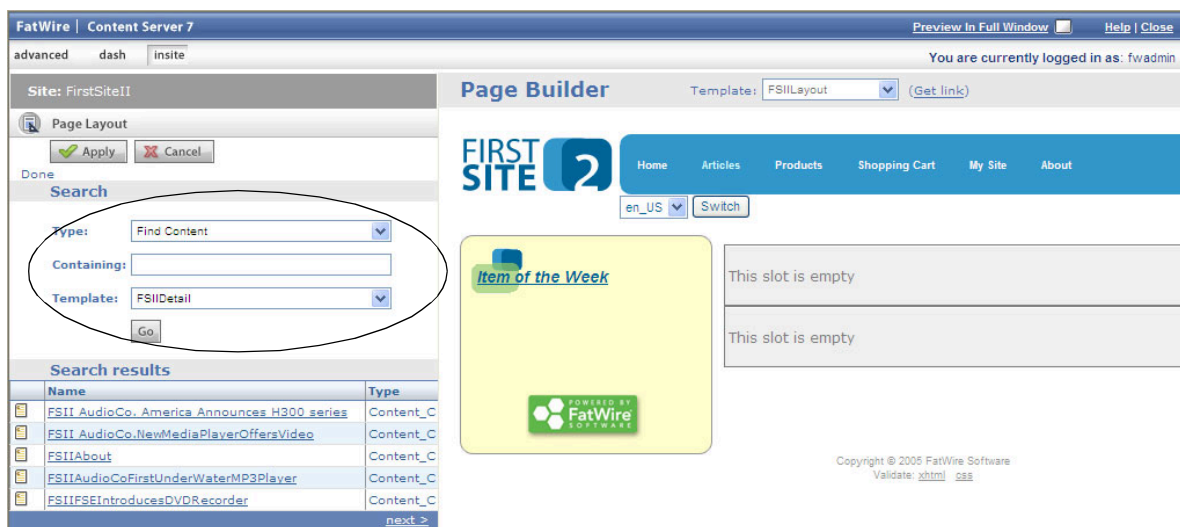 FatWire | Content Server 7
Preview In Full Window
Help | Close
advanced dash insite
You are currently logged in as: fwadmin
Site: FirstSiteII
Page Layout
Apply Cancel
Done
Search
Type: Find Content
Containing:
Template: FSIIDetail
Go
Search results
Name Type
FSII AudioCo. America Announces H300 series Content_C
FSII AudioCo.NewMediaPlayerOffersVideo Content_C
FSIIAbout Content_C
FSIIAudioCoFirstUnderWaterMP3Player Content_C
FSIIFSEIntroducesDVDRecorder Content_C
next >
Page Builder
Template: FSIILayout (Get link)
FIRST
SITE 2
Home Articles Products Shopping Cart My Site About
en_US Switch
Item of the Week
This slot is empty
This slot is empty
POWERED BY
FatWire
SOFTWARE
Copyright © 2005 FatWire Software
Validate: xhtml css